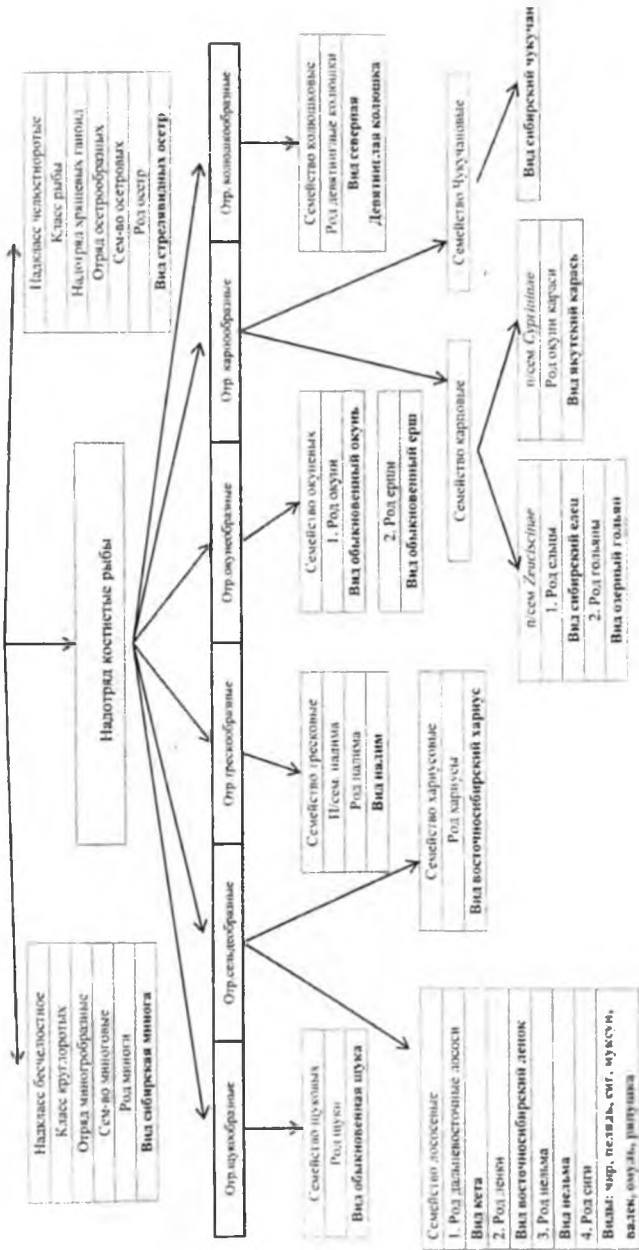 Надкласс бесчелюстное
Класс круглоротых
Отряд миногробразные
Сем-во миноговые
Род миноги
Вид сибирская минога
Надотряд костистые рыбы
Надкласс челюстноротые
Класс рыбы
Надотряд хрящевых ганоид
Отряд осетрообразных
Сем-во осетровых
Род осетр
Вид стрелявидных осетр
Отр.щукообразные
Отр.сельдеобразные
Отр трескообразные
Отр.окунеобразные
Отр. карпообразные
Отр. колюшкообразные
Семейство щуковых
Род щуки
Вид обыкновенная щука
Семейство тресковые
П/сем. налима
Род налима
Вид налим
Семейство окуневых
1. Род окуни
Вид обыкновенный окунь
2. Род ерши
Вид обыкновенный ерш
Семейство колюшковые
Род девятииглые колюшки
Вид северная
Девятииглая колюшка
Семейство лососевые
1. Род дальневосточные лососи
Вид кета
2. Род ленки
Вид восточносибирский ленок
3. Род нельма
Вид нельма
4. Род сиги
Виды: чир, пелядь, сиг, муксун,
валек, омуль, ряпушка
Семейство хариусовые
Род хариусы
Вид восточносибирский хариус
Семейство карповые
Семейство Чукучановые
п/сем Zeuciscinae
1. Род ельцы
Вид сибирский елец
2. Род гольяны
Вид озерный гольян
п/сем Cyprininae
Род окуни караси
Вид якутский карась
Вид сибирский чукучан